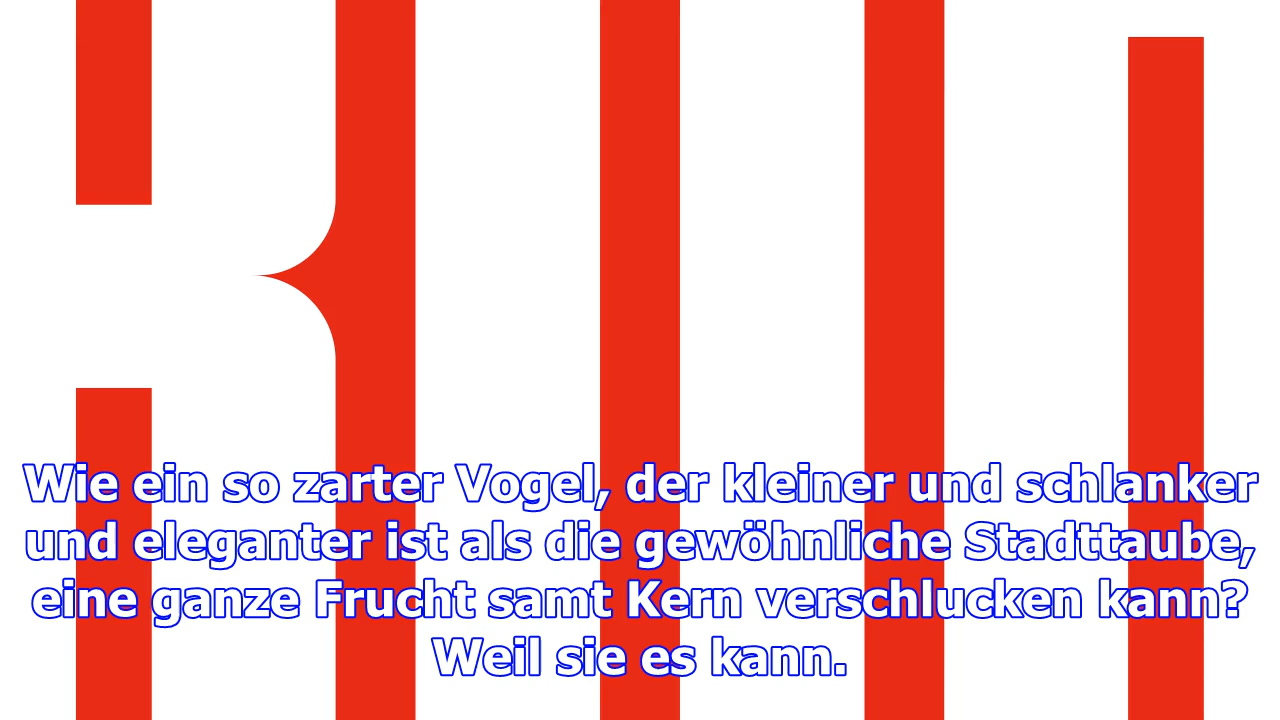 Wie ein so zarter Vogel, der kleiner und schlanker
und eleganter ist als die gewöhnliche Stadttaube,
eine ganze Frucht samt Kern verschlucken kann?
Weil sie es kann.